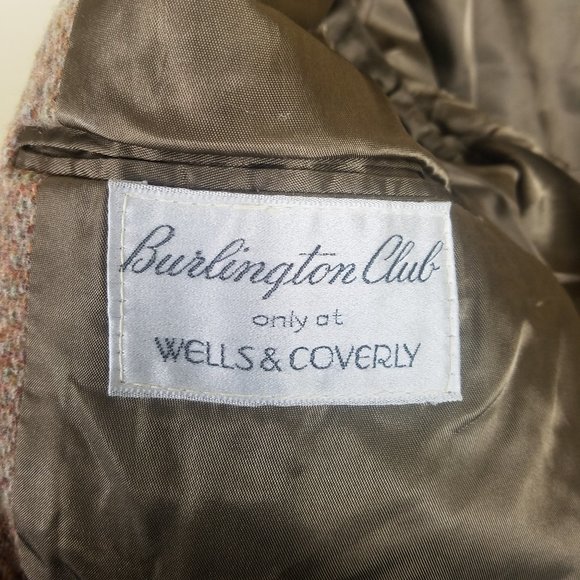 Burlington Club
only at
WELLS & COVERLY